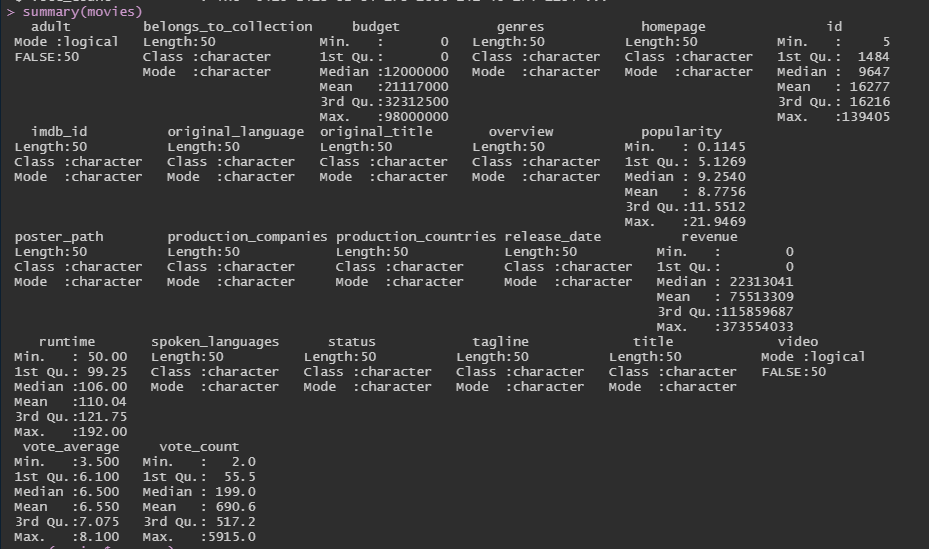 > summary(movies)
adult belongs_to_collection budget genres homepage id
Mode :logical Length:50 Min. : 0 Length:50 Length:50 Min. : 5
FALSE:50 Class :character 1st Qu.: 0 Class :character Class :character 1st Qu.: 1484
Mode :character Median :12000000 Mode :character Mode :character Median : 9647
Mean :21117000 Mean : 16277
3rd Qu.:32312500 3rd Qu.: 16216
Max. :98000000 Max. :139405
imdb_id original_language original_title overview popularity
Length:50 Length:50 Length:50 Length:50 Min. : 0.1145
Class :character Class :character Class :character Class :character 1st Qu.: 5.1269
Mode :character Mode :character Mode :character Mode :character Median : 9.2540
Mean : 8.7756
3rd Qu.:11.5512
Max. :21.9469
poster_path production_companies production_countries release_date revenue
Length:50 Length:50 Length:50 Length:50 Min. : 0
Class :character Class :character Class :character Class :character 1st Qu.: 0
Mode :character Mode :character Mode :character Mode :character Median : 22313041
Mean : 75513309
3rd Qu.:115859687
Max. :373554033
runtime spoken_languages status tagline title video
Min. : 50.00 Length:50 Length:50 Length:50 Length:50 Mode :logical
1st Qu.: 99.25 Class :character Class :character Class :character Class :character FALSE:50
Median :106.00 Mode :character Mode :character Mode :character Mode :character
Mean :110.04
3rd Qu.:121.75
Max. :192.00
vote_average vote_count
Min. :3.500 Min. : 2.0
1st Qu.:6.100 1st Qu.: 55.5
Median :6.500 Median : 199.0
Mean :6.550 Mean : 690.6
3rd Qu.:7.075 3rd Qu.: 517.2
Max. :8.100 Max. :5915.0